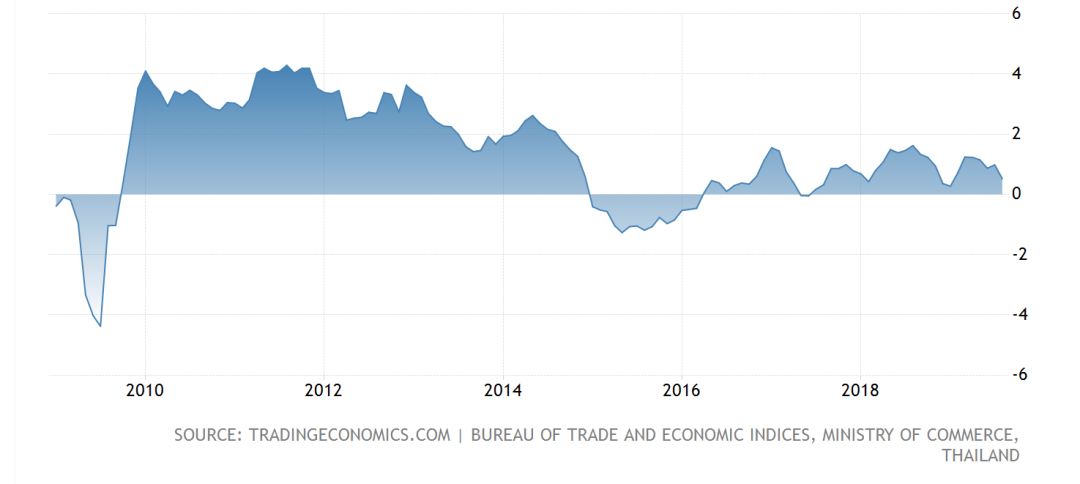 6
4
2
0
-2
-4
-6
2010 2012 2014 2016 2018
SOURCE: TRADINGECONOMICS.COM | BUREAU OF TRADE AND ECONOMIC INDICES, MINISTRY OF COMMERCE,
THAILAND